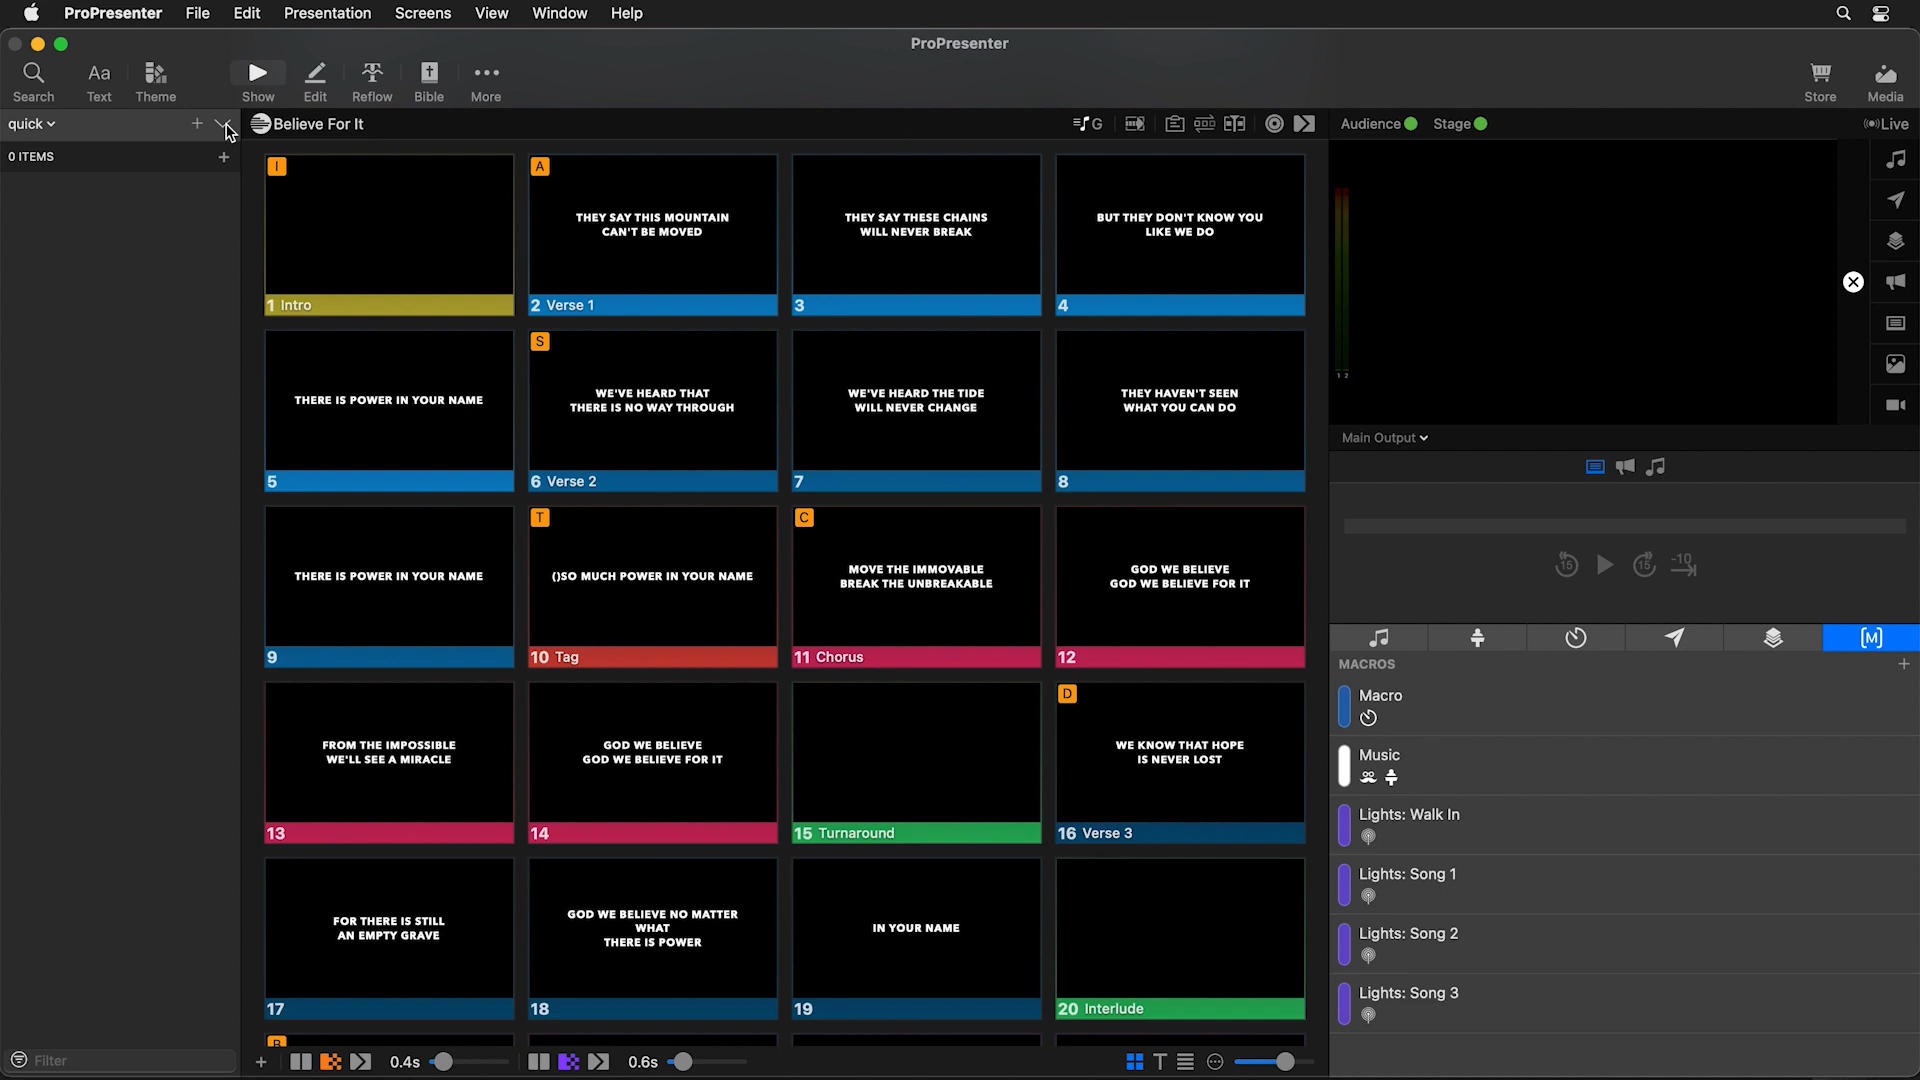 ProPresenter File Edit Presentation Screens View Window Help
ProPresenter
Search Text Theme Show Edit Reflow Bible More Store Media
Aa
quick
Believe For It
G
Audience Stage Live
0 ITEMS
I
1 Intro
A
THEY SAY THIS MOUNTAIN
CAN'T BE MOVED
2 Verse 1
THEY SAY THESE CHAINS
WILL NEVER BREAK
3
BUT THEY DON'T KNOW YOU
LIKE WE DO
4
THERE IS POWER IN YOUR NAME
5
S
WE'VE HEARD THAT
THERE IS NO WAY THROUGH
6 Verse 2
WE'VE HEARD THE TIDE
WILL NEVER CHANGE
7
THEY HAVEN'T SEEN
WHAT YOU CAN DO
8
THERE IS POWER IN YOUR NAME
9
T
()SO MUCH POWER IN YOUR NAME
10 Tag
C
MOVE THE IMMOVABLE
BREAK THE UNBREAKABLE
11 Chorus
GOD WE BELIEVE
GOD WE BELIEVE FOR IT
12
FROM THE IMPOSSIBLE
WE'LL SEE A MIRACLE
13
GOD WE BELIEVE
GOD WE BELIEVE FOR IT
14
15 Turnaround
D
WE KNOW THAT HOPE
IS NEVER LOST
16 Verse 3
FOR THERE IS STILL
AN EMPTY GRAVE
17
GOD WE BELIEVE NO MATTER
WHAT
THERE IS POWER
18
IN YOUR NAME
19
20 Interlude
B
Filter
0.4s
0.6s
T
1 2
Main Output
15
15
-10
[M]
MACROS
Macro
Music
Lights: Walk In
Lights: Song 1
Lights: Song 2
Lights: Song 3